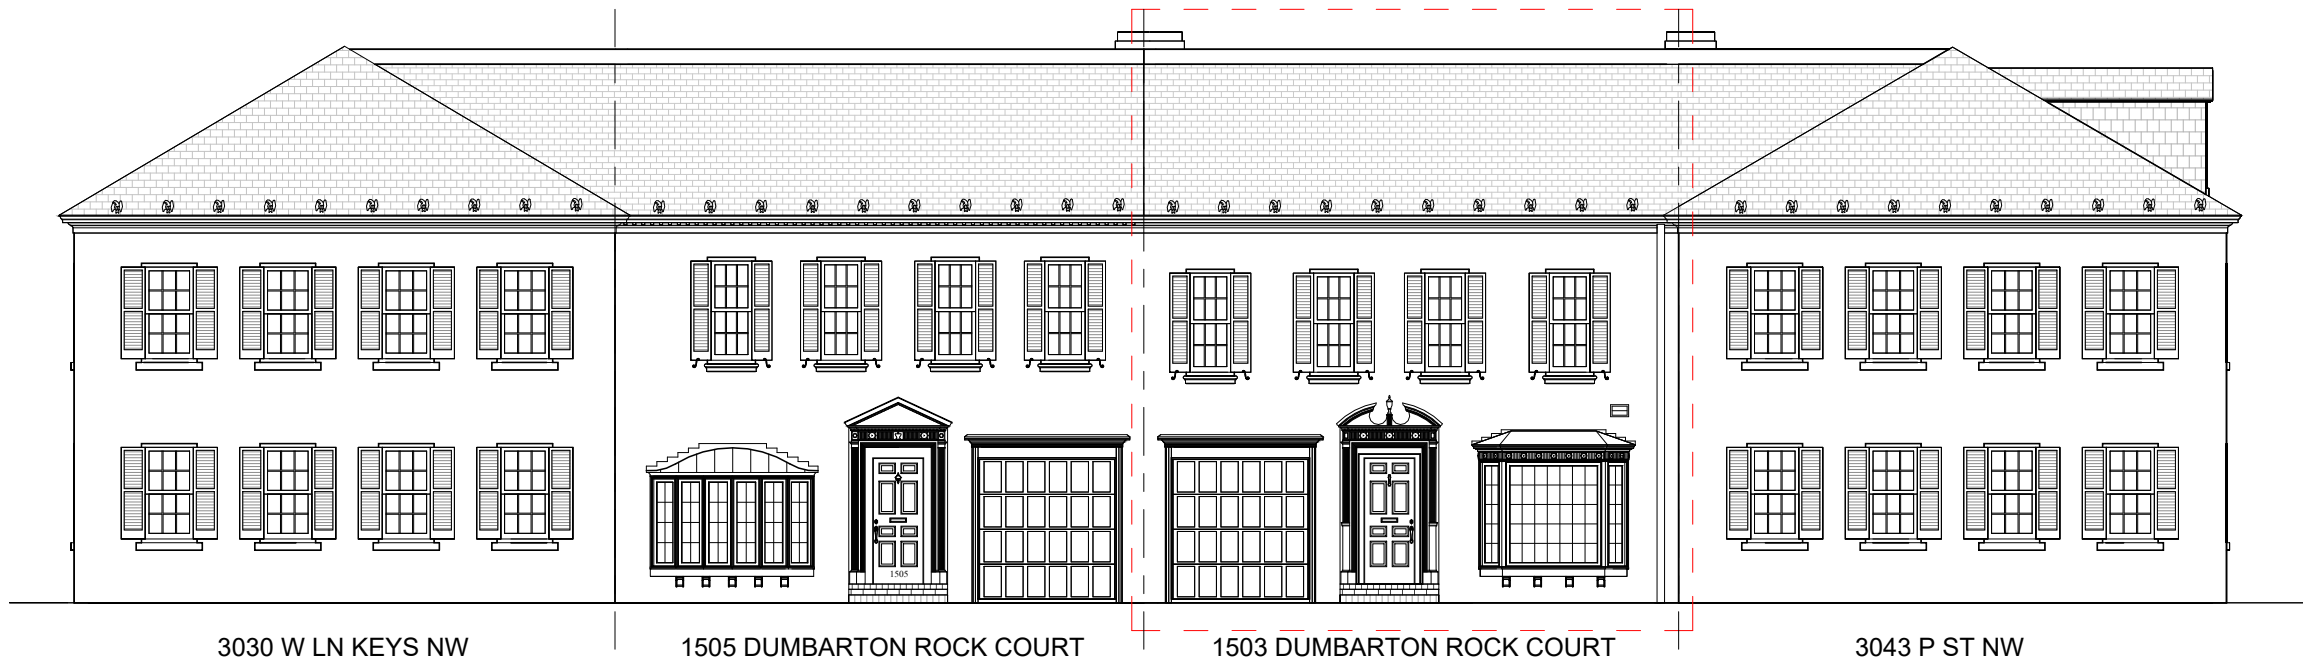 1505
3030 W LN KEYS NW
1505 DUMBARTON ROCK COURT
1503 DUMBARTON ROCK COURT
3043 P ST NW